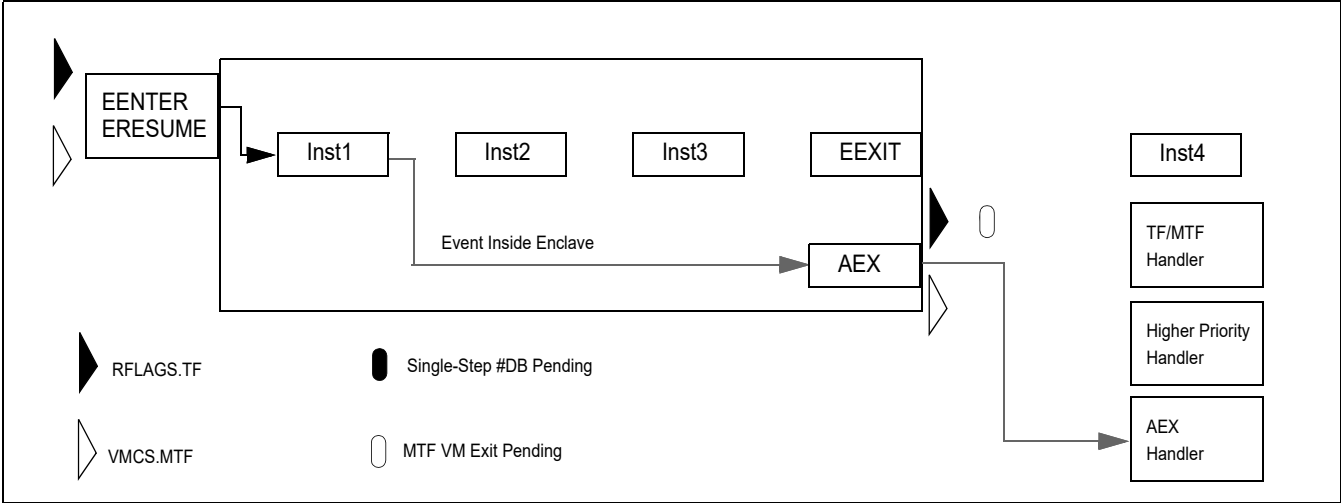 EENTER
ERESUME
Inst1
Inst2
Inst3
EEXIT
Inst4
Event Inside Enclave
AEX
TF/MTF
Handler
Higher Priority
Handler
AEX
Handler
RFLAGS.TF
Single-Step #DB Pending
VMCS.MTF
MTF VM Exit Pending